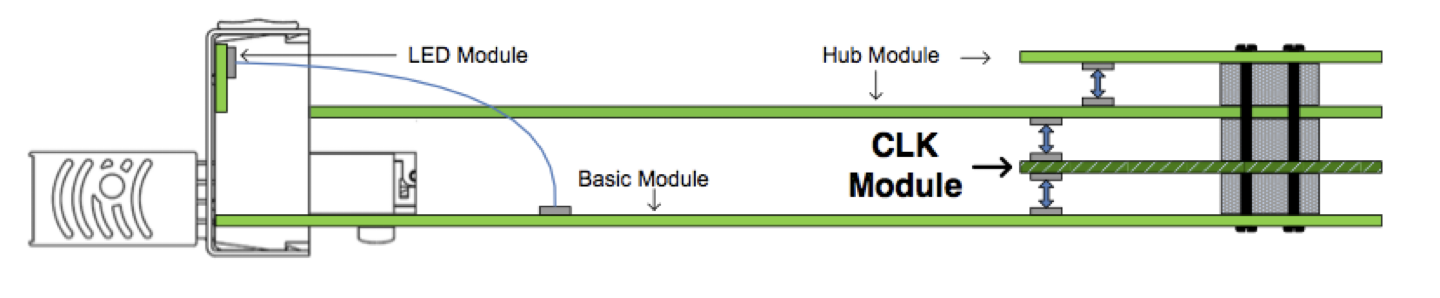 LED Module
Hub Module
CLK
Module
Basic Module